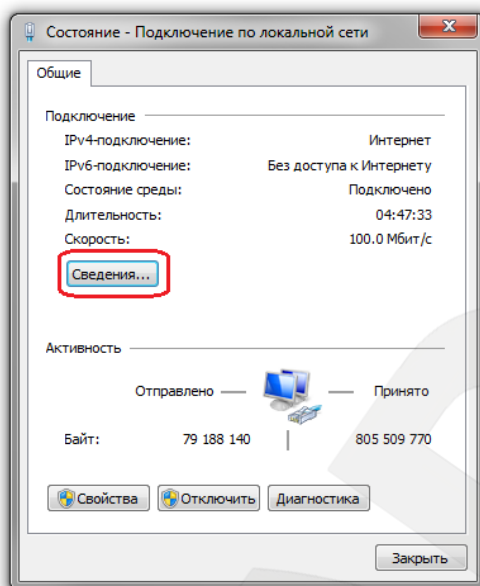 Состояние - Подключение по локальной сети
Общие
Подключение
IPv4-подключение: Интернет
IPv6-подключение: Без доступа к Интернету
Состояние среды: Подключено
Длительность: 04:47:33
Скорость: 100.0 Мбит/с
Сведения...
Активность
Отправлено — Принято
Байт: 79 188 140 805 509 770
Свойства Отключить Диагностика
Закрыть